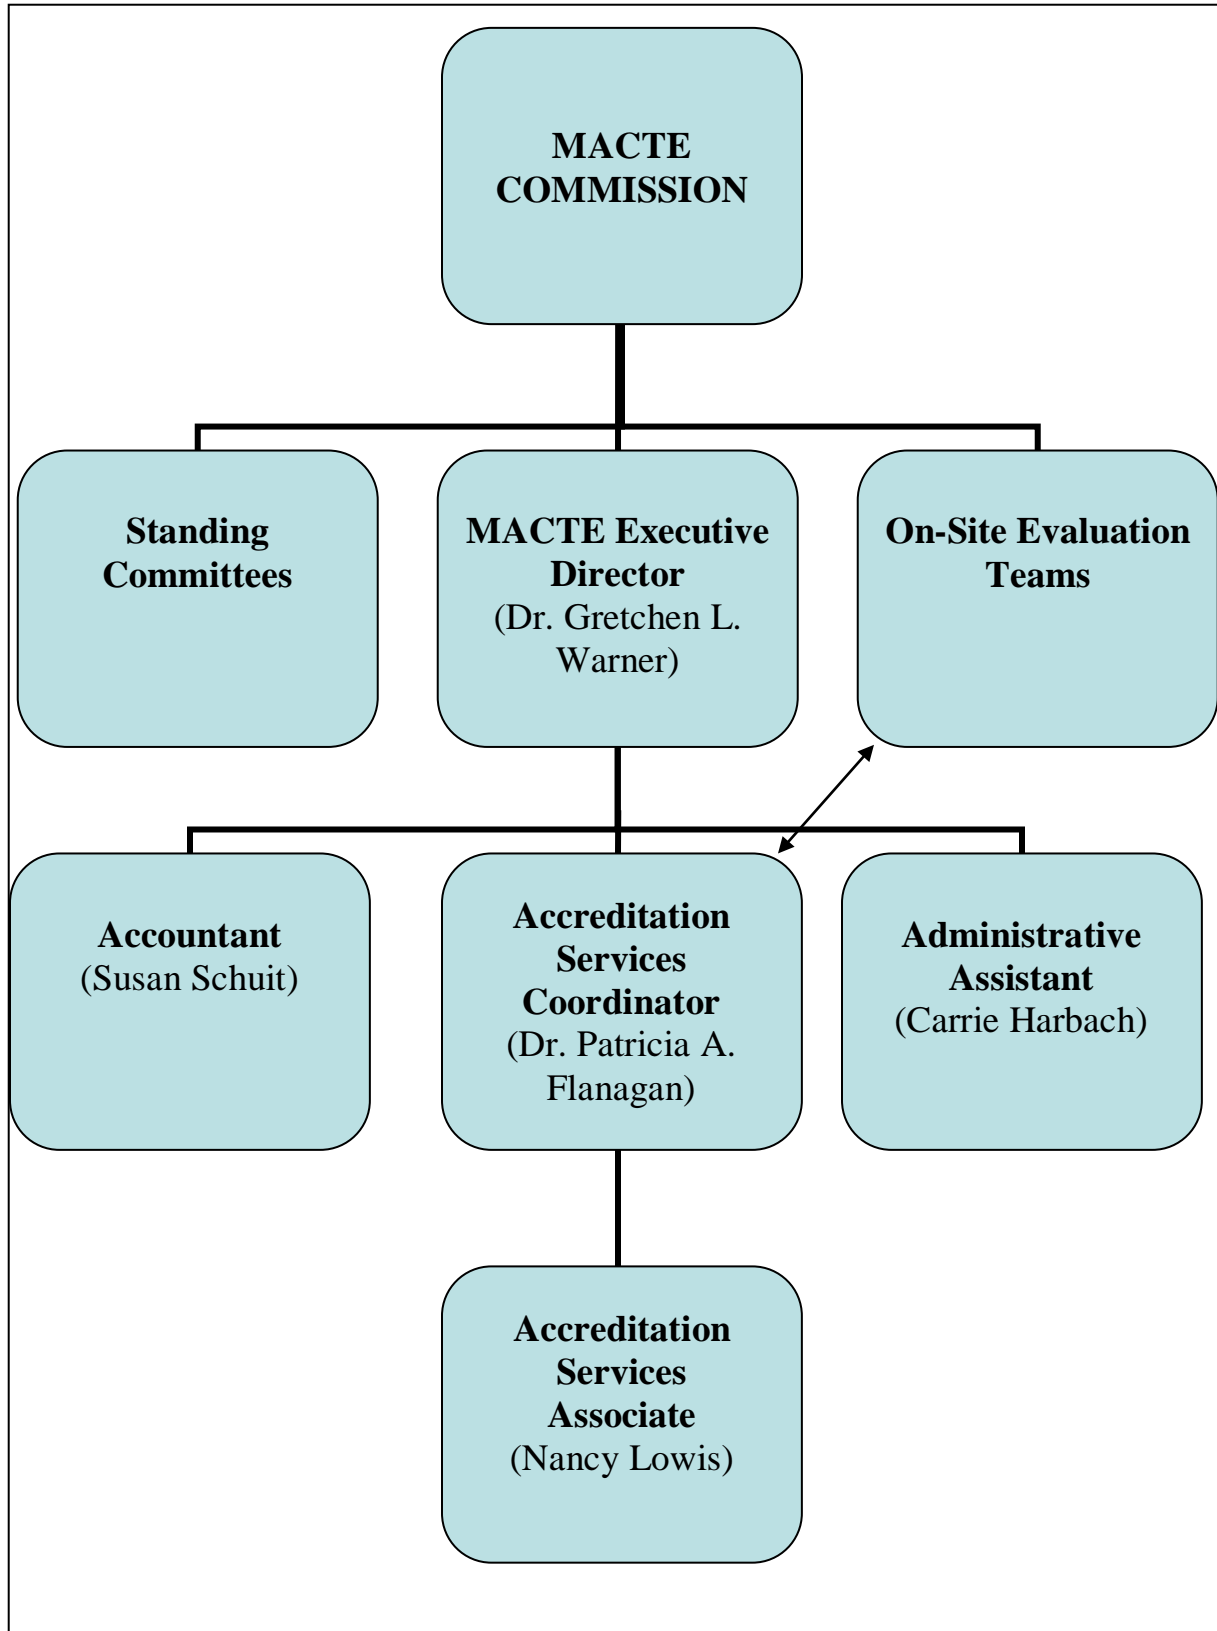 MACTE
COMMISSION
Standing
Committees
MACTE Executive
Director
(Dr. Gretchen L.
Warner)
On-Site Evaluation
Teams
Accountant
(Susan Schuit)
Accreditation
Services
Coordinator
(Dr. Patricia A.
Flanagan)
Administrative
Assistant
(Carrie Harbach)
Accreditation
Services
Associate
(Nancy Lowis)